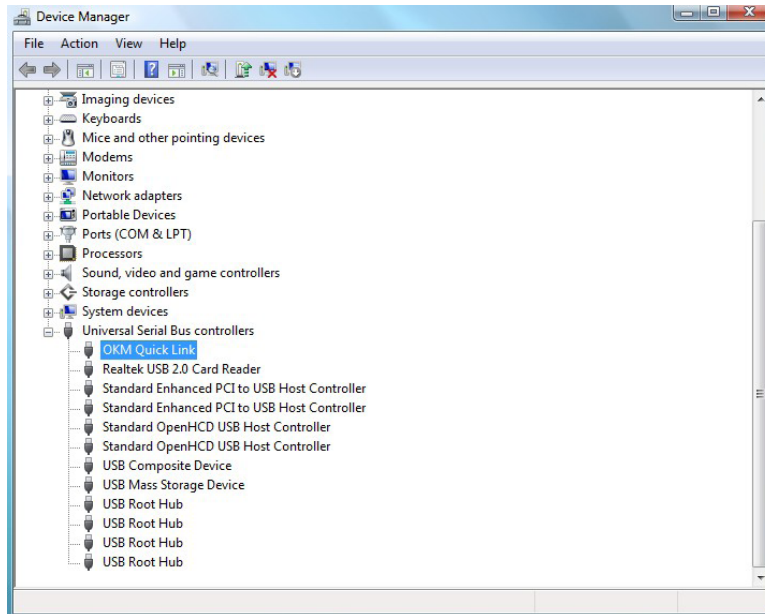 Device Manager
File Action View Help
Imaging devices
Keyboards
Mice and other pointing devices
Modems
Monitors
Network adapters
Portable Devices
Ports (COM & LPT)
Processors
Sound, video and game controllers
Storage controllers
System devices
Universal Serial Bus controllers
OKM Quick Link
Realtek USB 2.0 Card Reader
Standard Enhanced PCI to USB Host Controller
Standard Enhanced PCI to USB Host Controller
Standard OpenHCD USB Host Controller
Standard OpenHCD USB Host Controller
USB Composite Device
USB Mass Storage Device
USB Root Hub
USB Root Hub
USB Root Hub
USB Root Hub